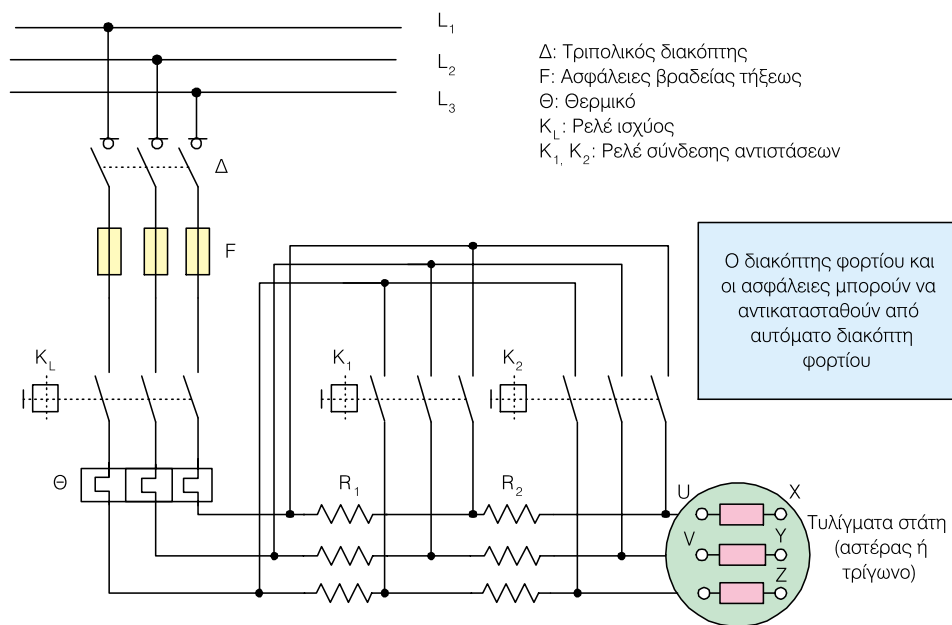 L1
L2
L3
Δ: Τριπολικός διακόπτης
F: Ασφάλειες βραδείας τήξεως
Θ: Θερμικό
KL: Ρελέ ισχύος
K1, K2: Ρελέ σύνδεσης αντιστάσεων
Δ
F
Ο διακόπτης φορτίου και
οι ασφάλειες μπορούν να
αντικατασταθούν από
αυτόματο διακόπτη
φορτίου
KL
K1
K2
Θ
R1
R2
U
X
V
Y
Z
Τυλίγματα στάτη
(αστέρας ή
τρίγωνο)